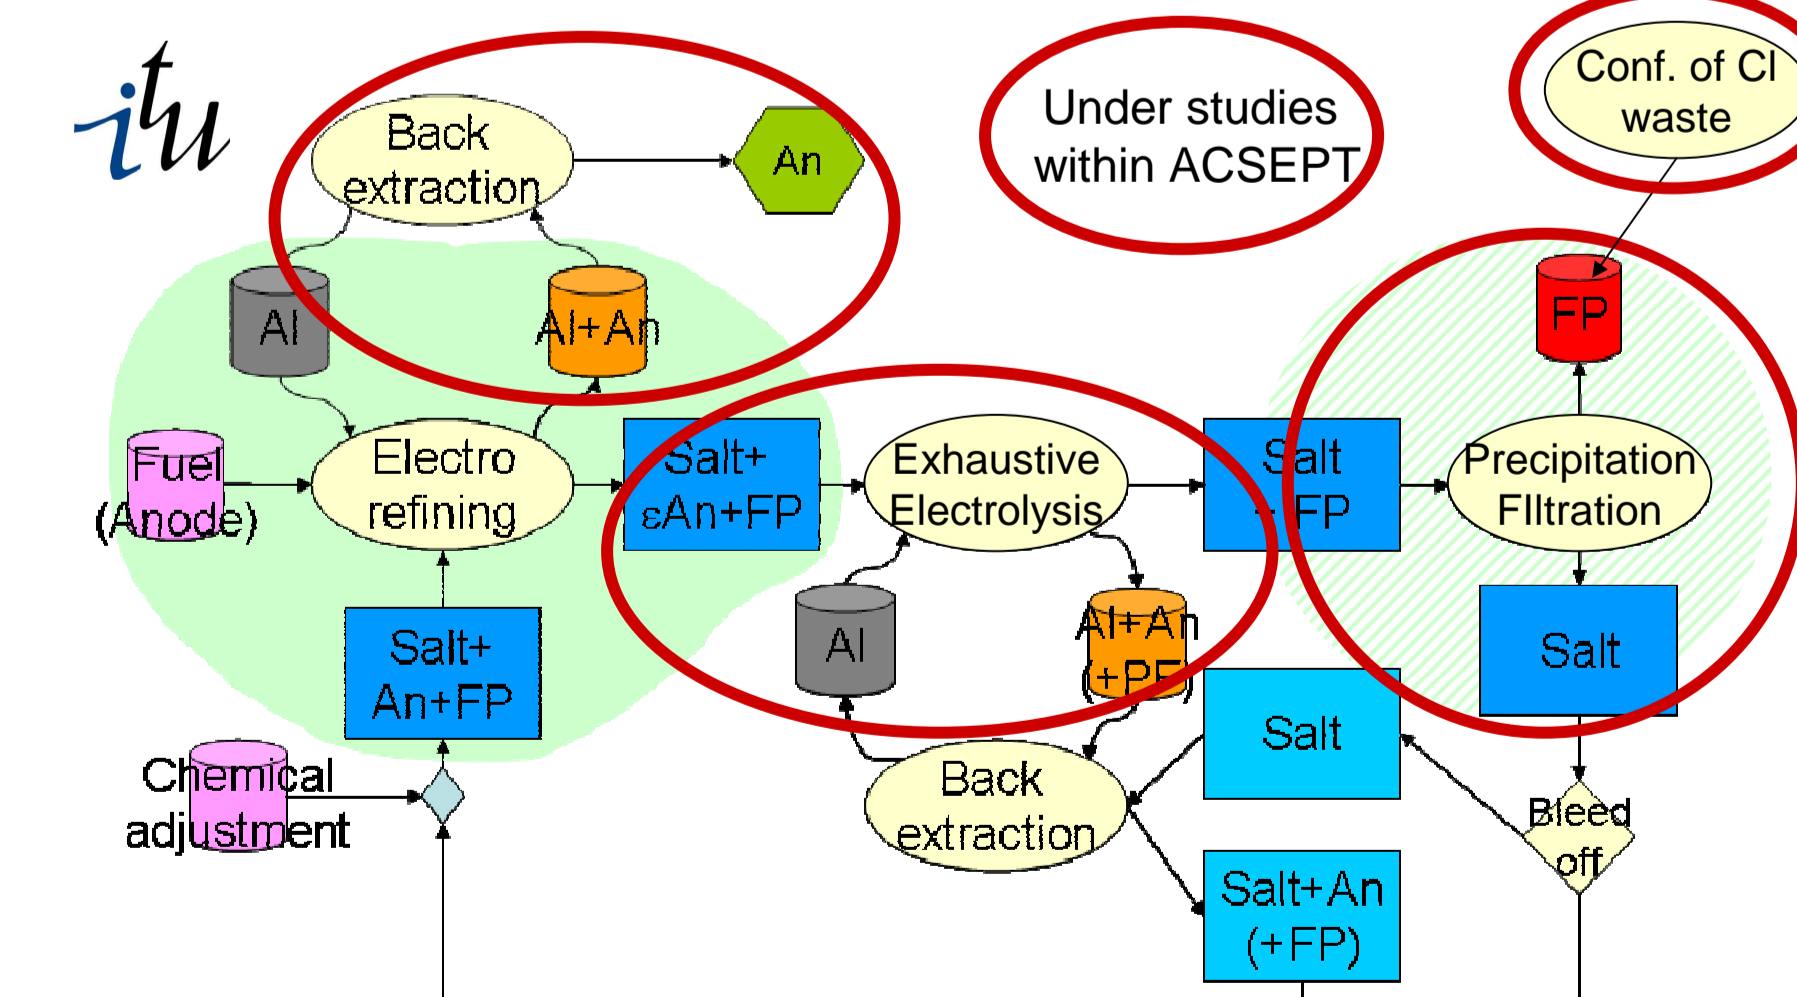 itu
Back
extraction
An
Under studies
within ACSEPT
Conf. of Cl
waste
Al
Al+An
FP
Fuel
(Anode)
Electro
refining
Salt+
εAn+FP
Exhaustive
Electrolysis
Salt
+ FP
Precipitation
FIltration
Salt+
An+FP
Al
Al+An
(+PF)
Salt
Salt
Chemical
adjustment
Back
extraction
Bleed
off
Salt+An
(+FP)